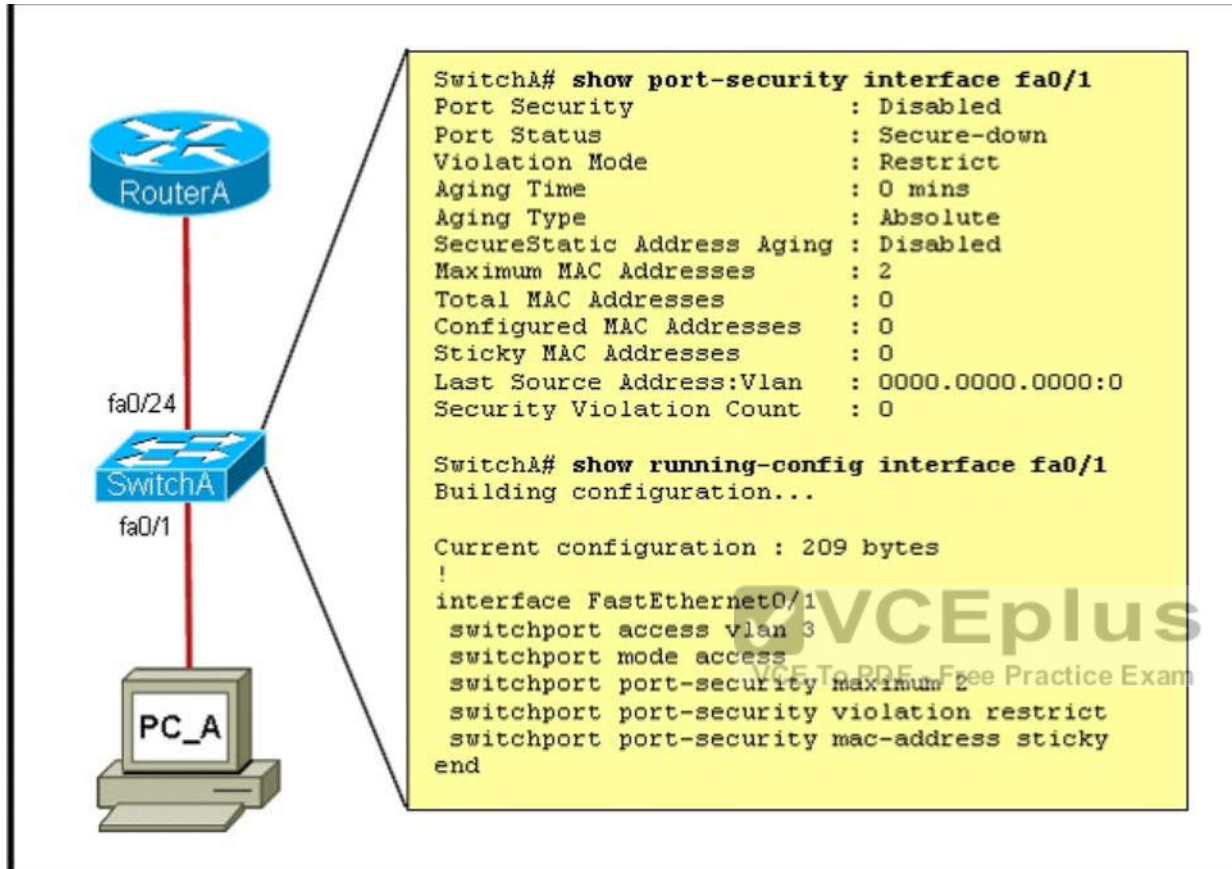 SwitchA# show port-security interface fa0/1
Port Security : Disabled
Port Status : Secure-down
Violation Mode : Restrict
Aging Time : 0 mins
Aging Type : Absolute
SecureStatic Address Aging : Disabled
Maximum MAC Addresses : 2
Total MAC Addresses : 0
Configured MAC Addresses : 0
Sticky MAC Addresses : 0
Last Source Address:Vlan : 0000.0000.0000:0
Security Violation Count : 0
SwitchA# show running-config interface fa0/1
Building configuration...
Current configuration : 209 bytes
!
interface FastEthernet0/1
switchport access vlan 3
switchport mode access
switchport port-security maximum 2
switchport port-security violation restrict
switchport port-security mac-address sticky
end
RouterA
fa0/24
SwitchA
fa0/1
PC_A
VCEplus
VCE To PDF - Free Practice Exam